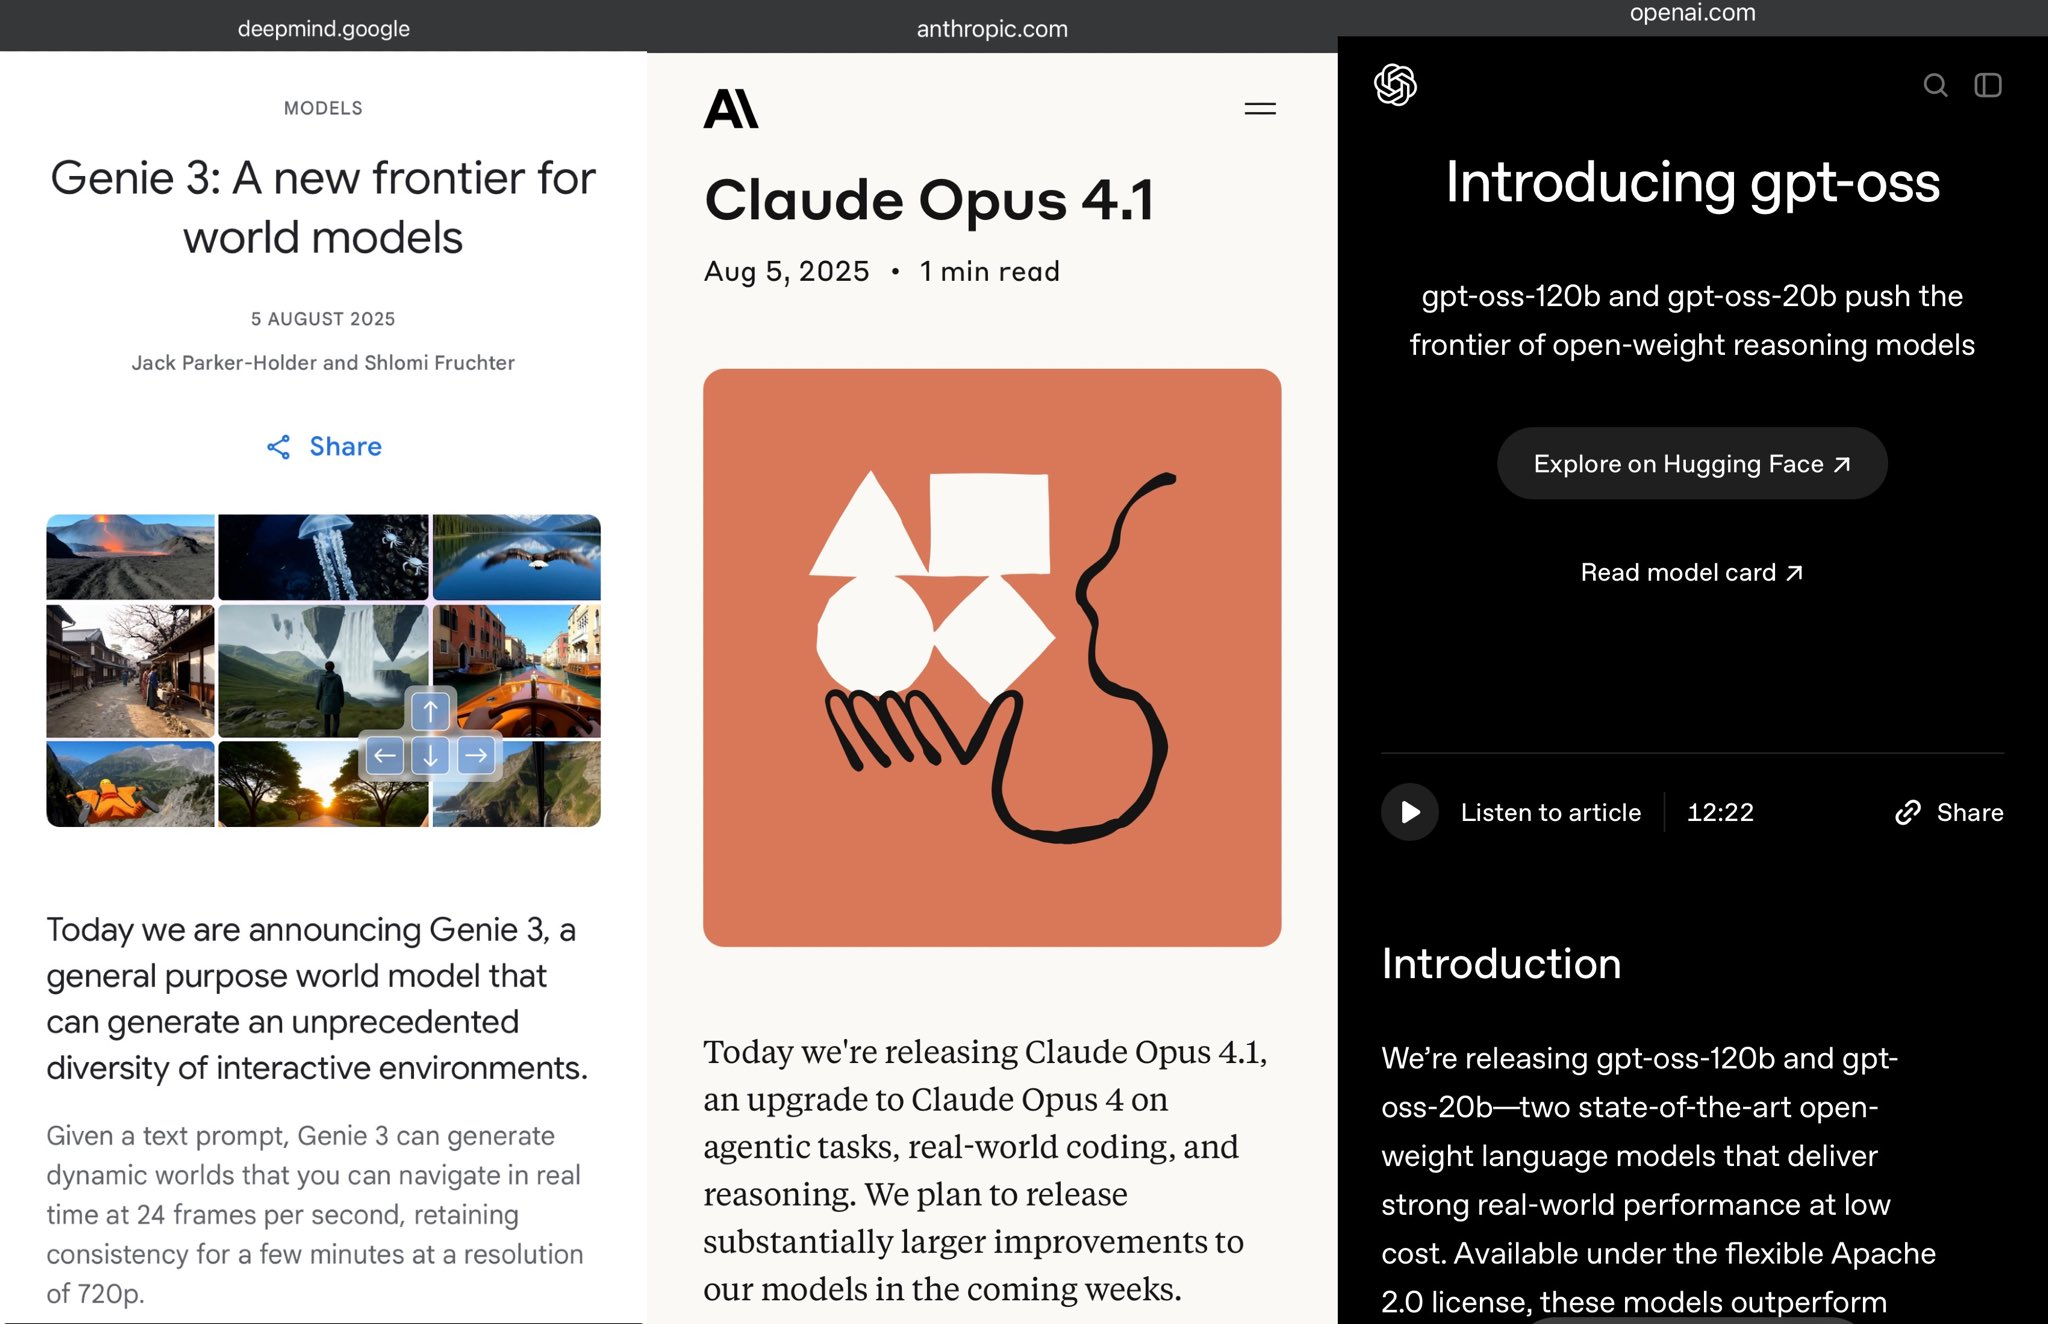 deepmind.google
MODELS
Genie 3: A new frontier for
world models
5 AUGUST 2025
Jack Parker-Holder and Shlomi Fruchter
Share
Today we are announcing Genie 3, a
general purpose world model that
can generate an unprecedented
diversity of interactive environments.
Given a text prompt, Genie 3 can generate
dynamic worlds that you can navigate in real
time at 24 frames per second, retaining
consistency for a few minutes at a resolution
of 720p.
anthropic.com
A\
Claude Opus 4.1
Aug 5, 2025 • 1 min read
Today we're releasing Claude Opus 4.1,
an upgrade to Claude Opus 4 on
agentic tasks, real-world coding, and
reasoning. We plan to release
substantially larger improvements to
our models in the coming weeks.
openai.com
Introducing gpt-oss
gpt-oss-120b and gpt-oss-20b push the
frontier of open-weight reasoning models
Explore on Hugging Face ↗
Read model card ↗
Listen to article
12:22
Share
Introduction
We’re releasing gpt-oss-120b and gpt-
oss-20b—two state-of-the-art open-
weight language models that deliver
strong real-world performance at low
cost. Available under the flexible Apache
2.0 license, these models outperform